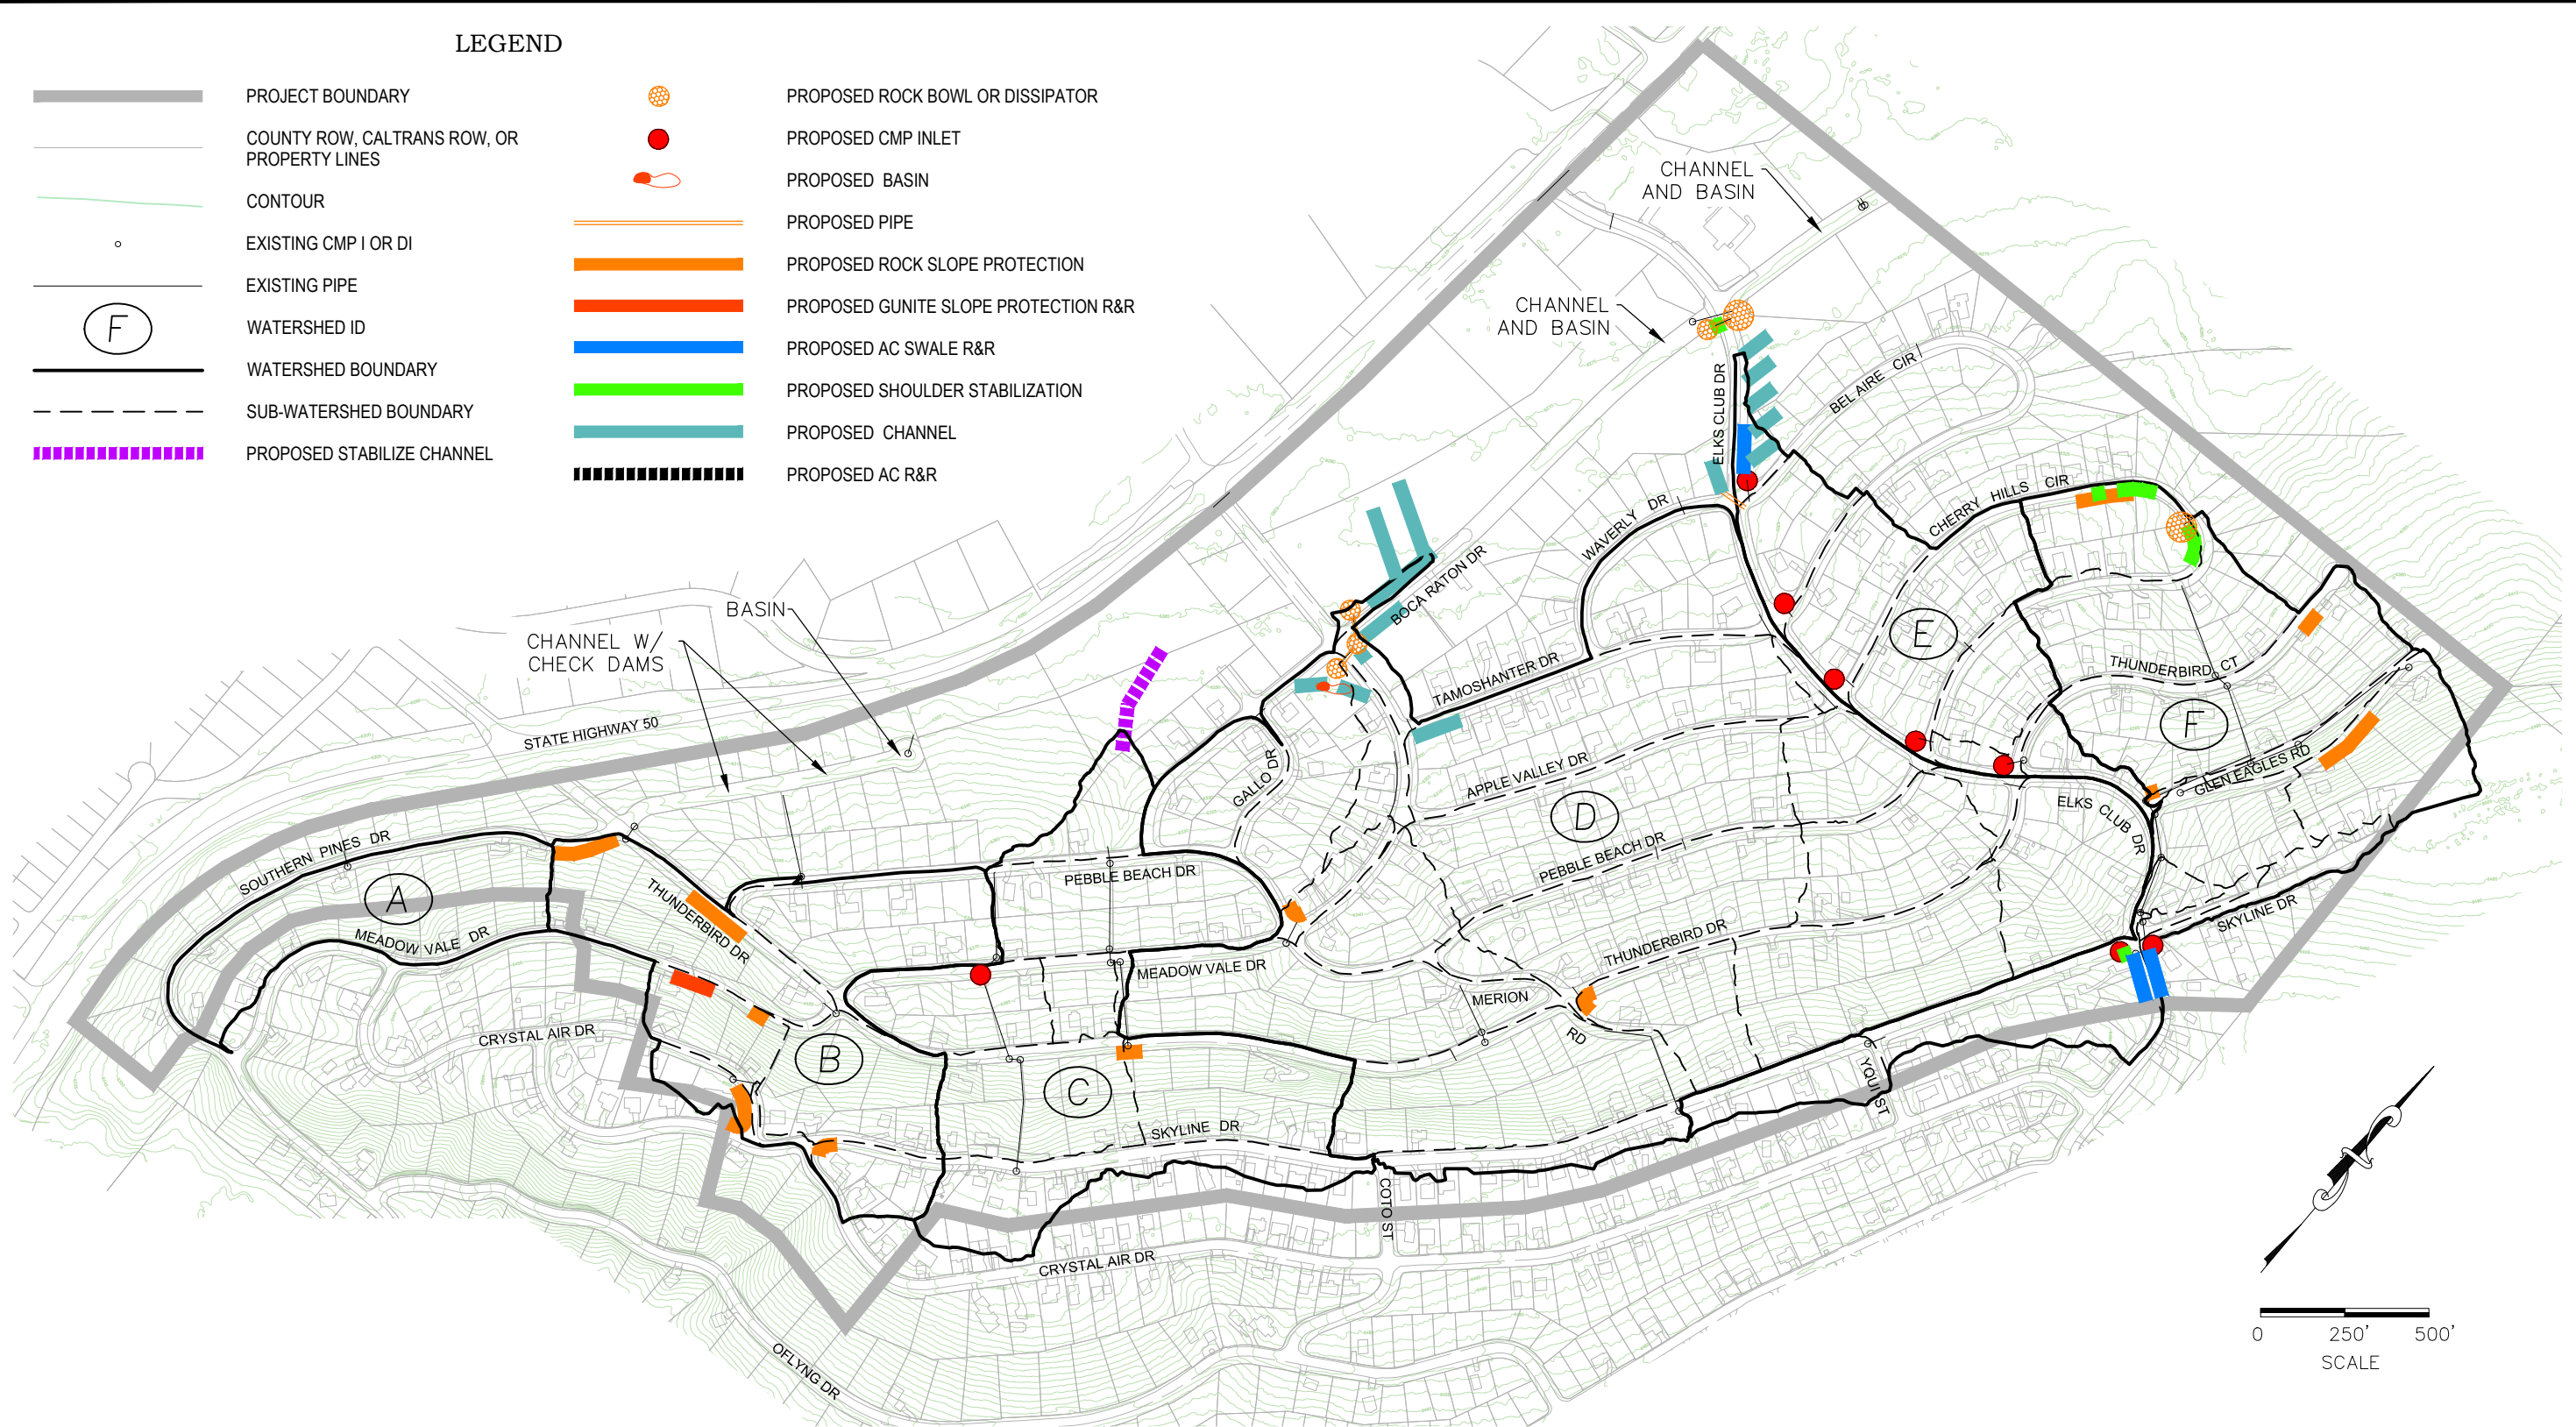 LEGEND
PROJECT BOUNDARY
COUNTY ROW, CALTRANS ROW, OR
PROPERTY LINES
CONTOUR
EXISTING CMP I OR DI
EXISTING PIPE
F
WATERSHED ID
WATERSHED BOUNDARY
SUB-WATERSHED BOUNDARY
PROPOSED STABILIZE CHANNEL
PROPOSED ROCK BOWL OR DISSIPATOR
PROPOSED CMP INLET
PROPOSED BASIN
PROPOSED PIPE
PROPOSED ROCK SLOPE PROTECTION
PROPOSED GUNITE SLOPE PROTECTION R&R
PROPOSED AC SWALE R&R
PROPOSED SHOULDER STABILIZATION
PROPOSED CHANNEL
PROPOSED AC R&R
CHANNEL
AND BASIN
CHANNEL
AND BASIN
ELKS CLUB DR
BEL AIRE CIR
CHERRY HILLS CIR
WAVERLY DR
BOCA RATON DR
BASIN
CHANNEL W/
CHECK DAMS
E
TAMOSHANTER DR
THUNDERBIRD CT
F
STATE HIGHWAY 50
GALLO DR
APPLE VALLEY DR
GLEN EAGLES RD
D
ELKS CLUB DR
SOUTHERN PINES DR
A
PEBBLE BEACH DR
PEBBLE BEACH DR
THUNDERBIRD DR
MEADOW VALE DR
MEADOW VALE DR
THUNDERBIRD DR
SKYLINE DR
MERION
RD
CRYSTAL AIR DR
B
C
YQUI ST
SKYLINE DR
COTO ST
CRYSTAL AIR DR
OFLYNG DR
0 250' 500'
SCALE